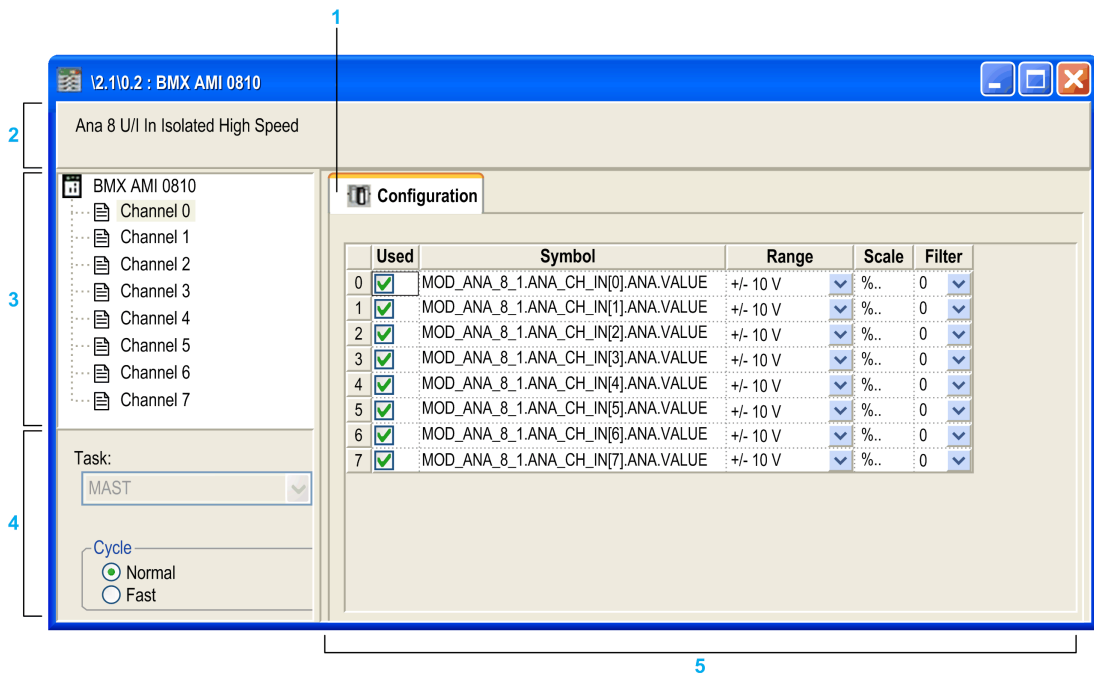 1
\2.1\0.2 : BMX AMI 0810
2
Ana 8 U/I In Isolated High Speed
3
BMX AMI 0810
Channel 0
Channel 1
Channel 2
Channel 3
Channel 4
Channel 5
Channel 6
Channel 7
4
Task:
MAST
Cycle
Normal
Fast
Configuration
Used Symbol Range Scale Filter
0 MOD_ANA_8_1.ANA_CH_IN[0].ANA.VALUE +/- 10 V %.. 0
1 MOD_ANA_8_1.ANA_CH_IN[1].ANA.VALUE +/- 10 V %.. 0
2 MOD_ANA_8_1.ANA_CH_IN[2].ANA.VALUE +/- 10 V %.. 0
3 MOD_ANA_8_1.ANA_CH_IN[3].ANA.VALUE +/- 10 V %.. 0
4 MOD_ANA_8_1.ANA_CH_IN[4].ANA.VALUE +/- 10 V %.. 0
5 MOD_ANA_8_1.ANA_CH_IN[5].ANA.VALUE +/- 10 V %.. 0
6 MOD_ANA_8_1.ANA_CH_IN[6].ANA.VALUE +/- 10 V %.. 0
7 MOD_ANA_8_1.ANA_CH_IN[7].ANA.VALUE +/- 10 V %.. 0
5